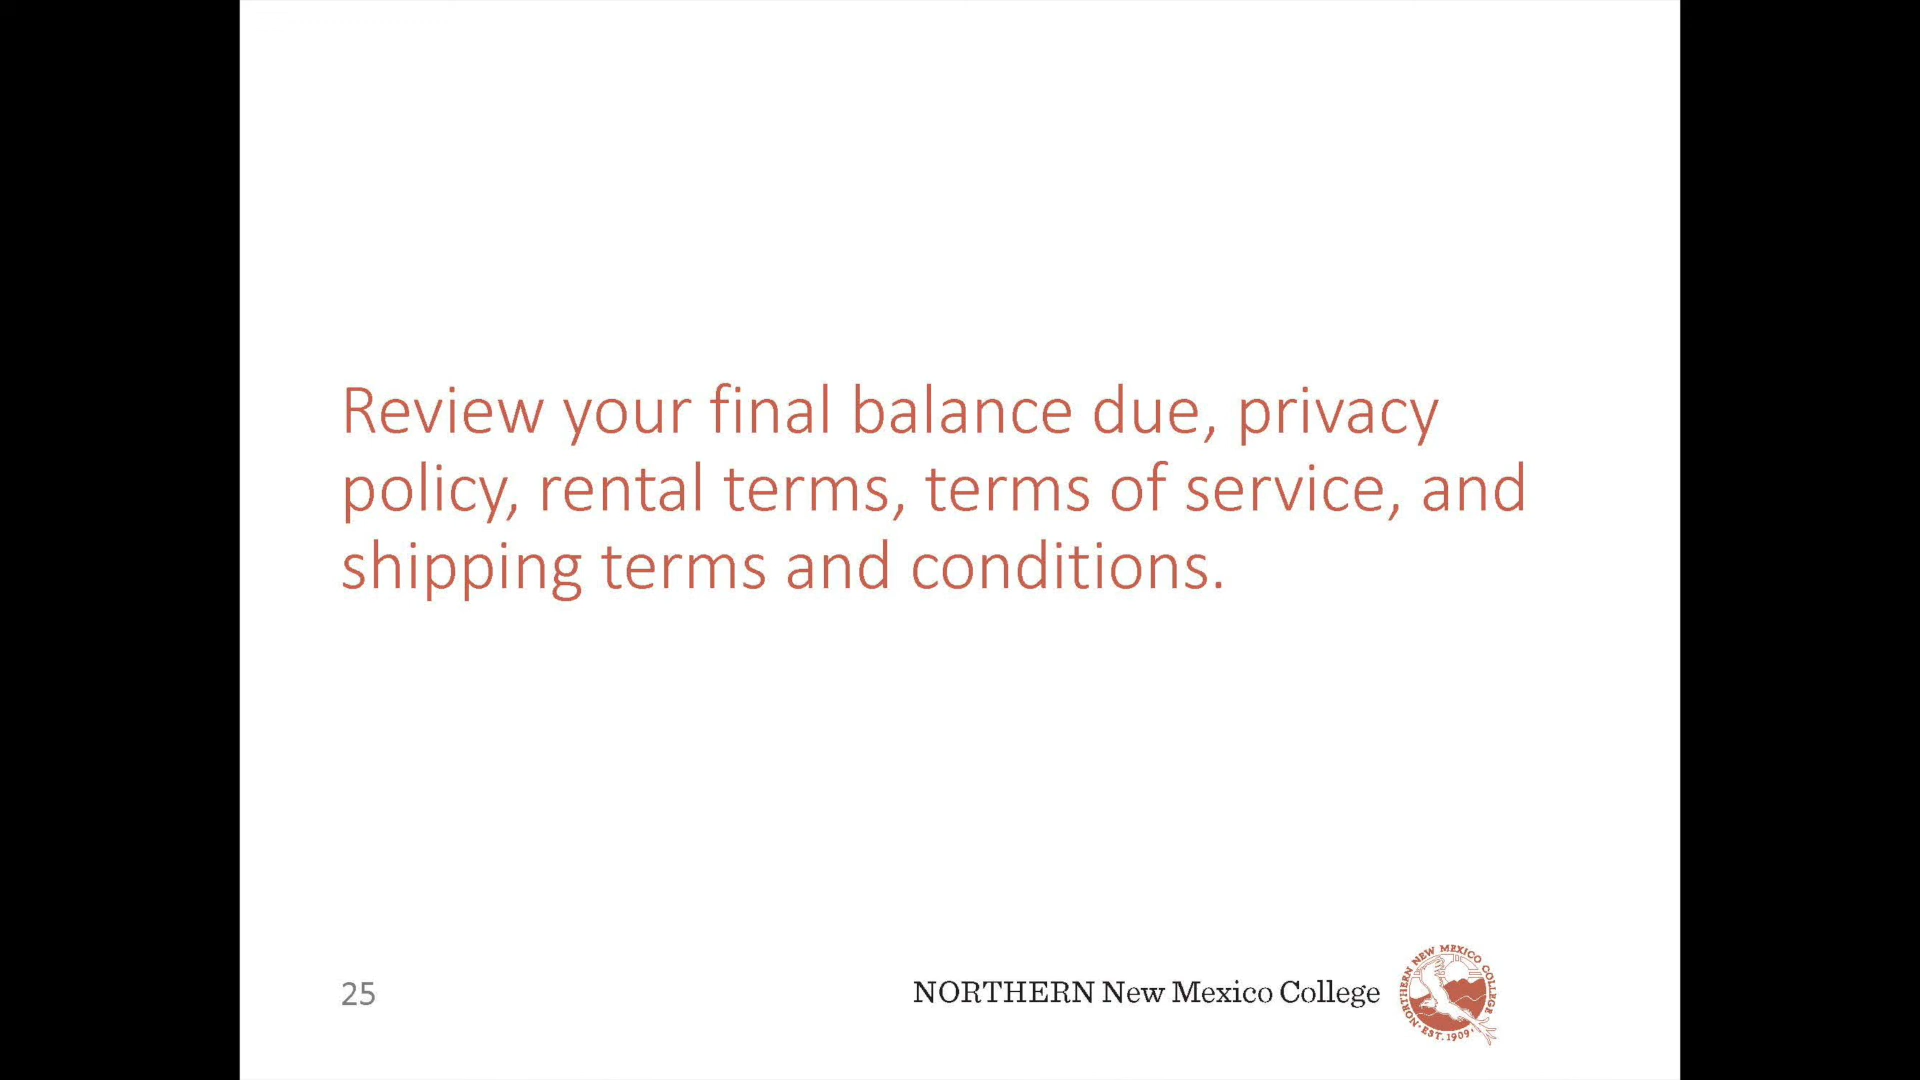 Review your final balance due, privacy
policy, rental terms, terms of service, and
shipping terms and conditions.
25
NORTHERN New Mexico College
NORTHERN NEW MEXICO COLLEGE
· EST. 1909 ·